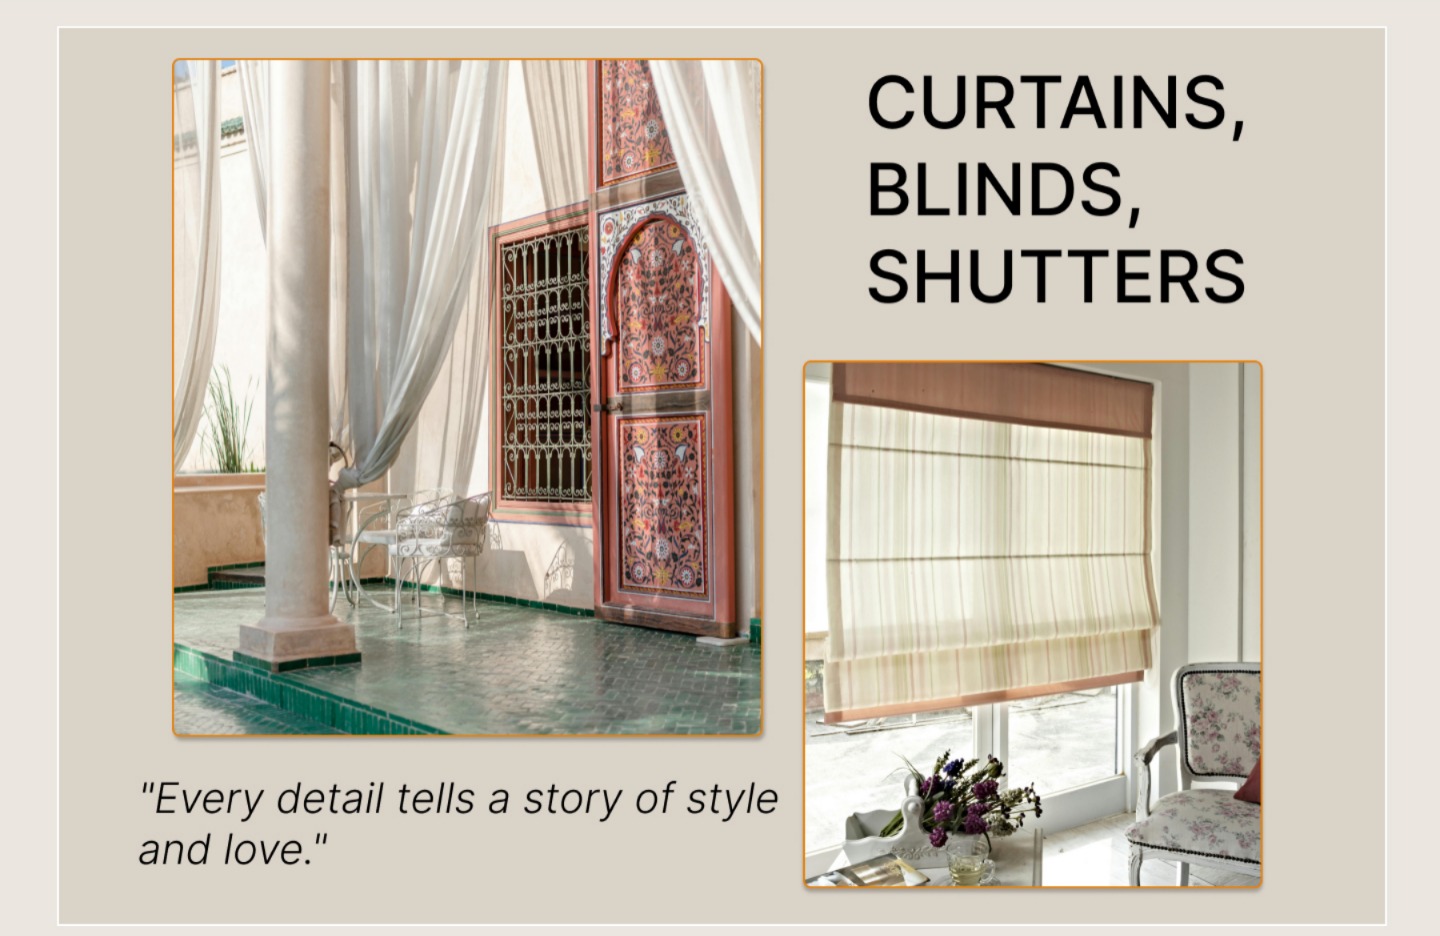 CURTAINS,
BLINDS,
SHUTTERS
"Every detail tells a story of style
and love."